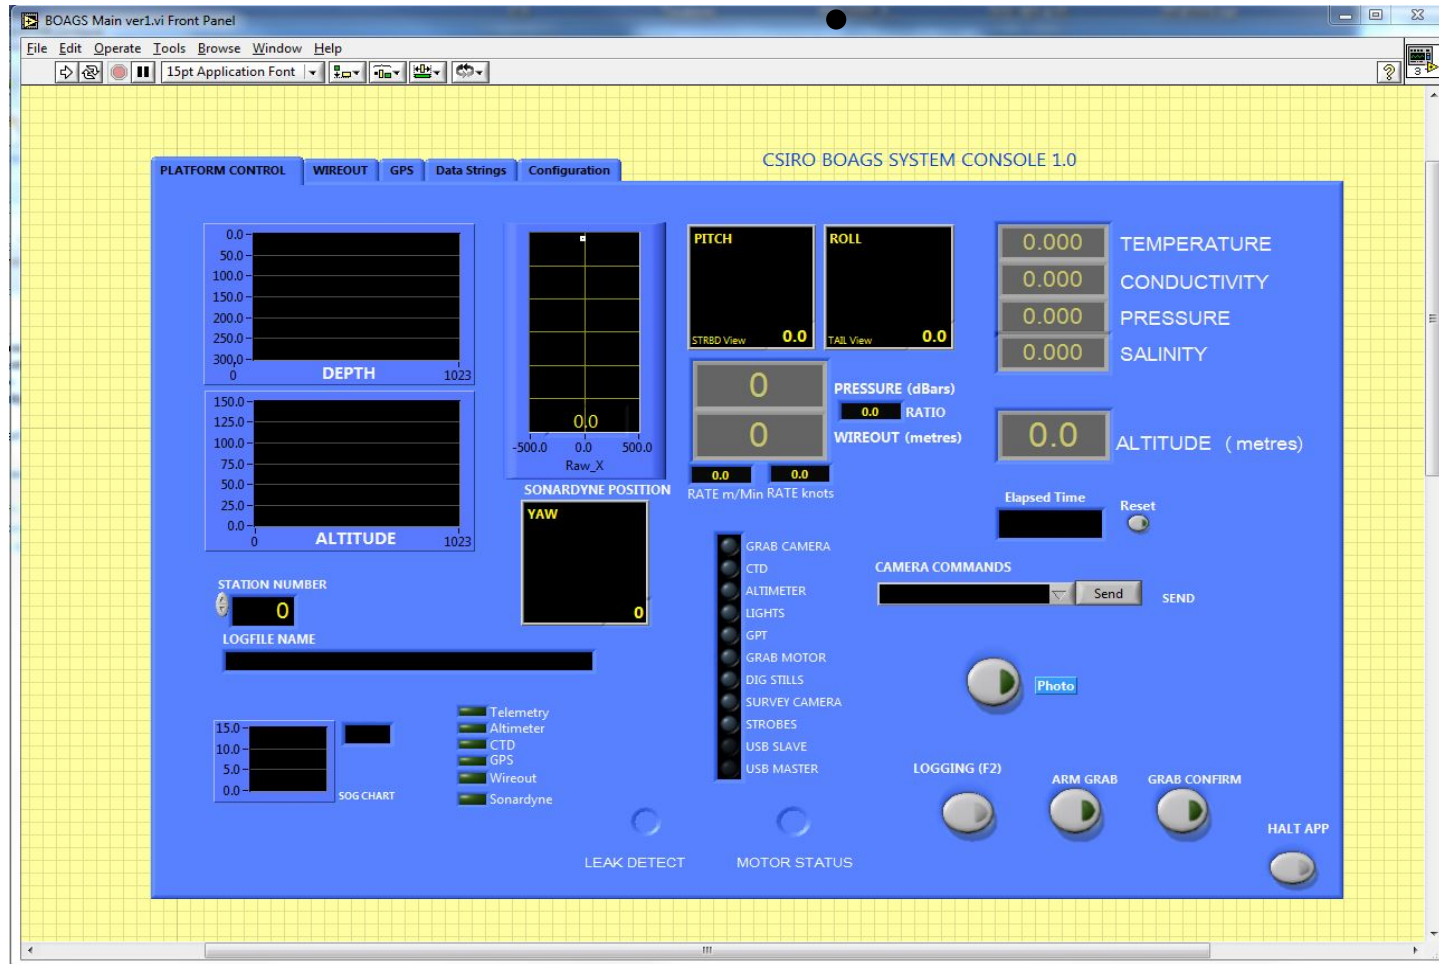 BOAGS Main ver1.vi Front Panel
File Edit Operate Tools Browse Window Help
15pt Application Font
3
CSIRO BOAGS SYSTEM CONSOLE 1.0
PLATFORM CONTROL WIREOUT GPS Data Strings Configuration
0.0
50.0
100.0
150.0
200.0
250.0
300.0
0 DEPTH 1023
150.0
125.0
100.0
75.0
50.0
25.0
0.0
0 ALTITUDE 1023
0.0
-500.0 0.0 500.0
Raw_X
SONARDYNE POSITION
YAW
0
PITCH
STRBD View 0.0
ROLL
TAIL View 0.0
0 PRESSURE (dBars)
0.0 RATIO
0 WIREOUT (metres)
0.0 0.0
RATE m/Min RATE knots
0.000 TEMPERATURE
0.000 CONDUCTIVITY
0.000 PRESSURE
0.000 SALINITY
0.0 ALTITUDE ( metres)
Elapsed Time
Reset
STATION NUMBER
0
LOGFILE NAME
GRAB CAMERA
CTD
ALTIMETER
LIGHTS
GPT
GRAB MOTOR
DIG STILLS
SURVEY CAMERA
STROBES
USB SLAVE
USB MASTER
CAMERA COMMANDS
Send SEND
Photo
15.0
10.0
5.0
0.0
SOG CHART
Telemetry
Altimeter
CTD
GPS
Wireout
Sonardyne
LEAK DETECT
MOTOR STATUS
LOGGING (F2)
ARM GRAB
GRAB CONFIRM
HALT APP